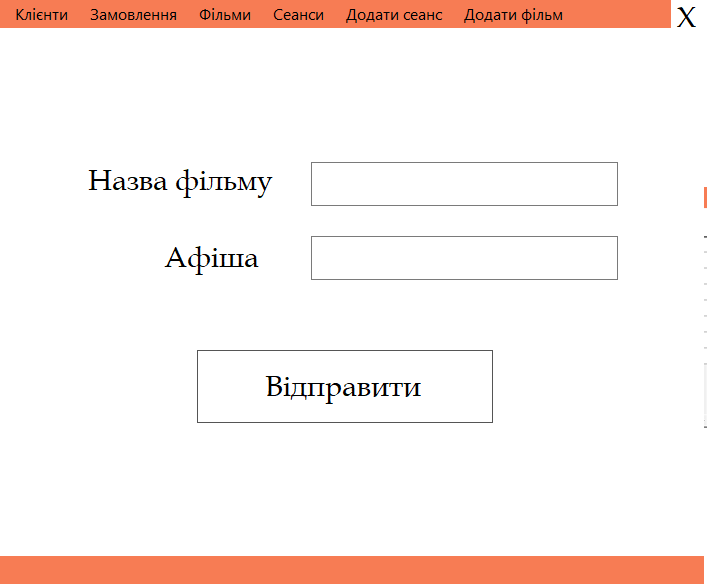 Клієнти Замовлення Фільми Сеанси Додати сеанс Додати фільм X
Назва фільму
Афіша
Відправити